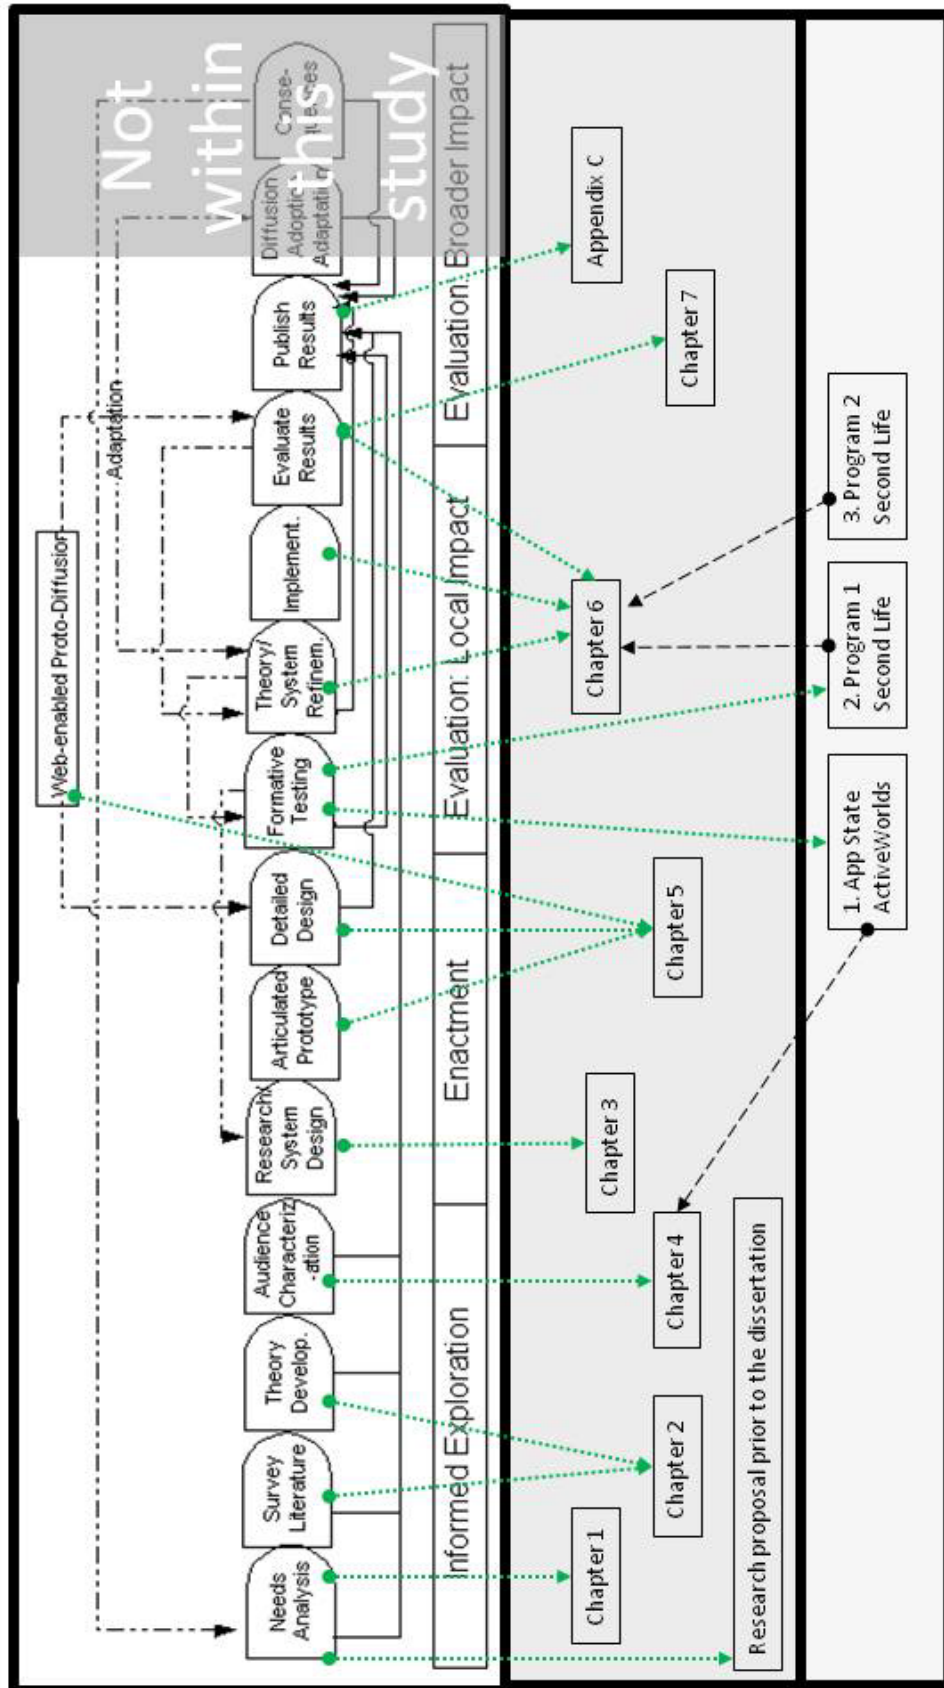 Not
within
this
study
Web-enabled Proto-Diffusion
Adaptation
Needs
Analysis
Survey
Literature
Theory
Develop.
Audience
Characteriz
-ation
Research/
System
Design
Articulated
Prototype
Detailed
Design
Formative
Testing
Theory/
System
Refinem.
Implement.
Evaluate
Results
Publish
Results
Diffusion
Adoption
Adaptation
Conse-
quences
Informed Exploration
Enactment
Evaluation: Local Impact
Evaluation: Broader Impact
Chapter 1
Chapter 2
Chapter 4
Chapter 3
Chapter 5
Chapter 6
Chapter 7
Appendix C
Research proposal prior to the dissertation
1. App State
ActiveWorlds
2. Program 1
Second Life
3. Program 2
Second Life